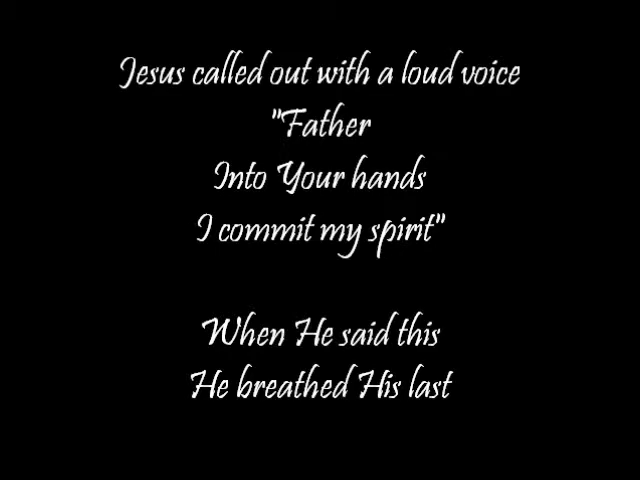 Jesus called out with a loud voice
"Father
Into Your hands
I commit my spirit"
When He said this
He breathed His last